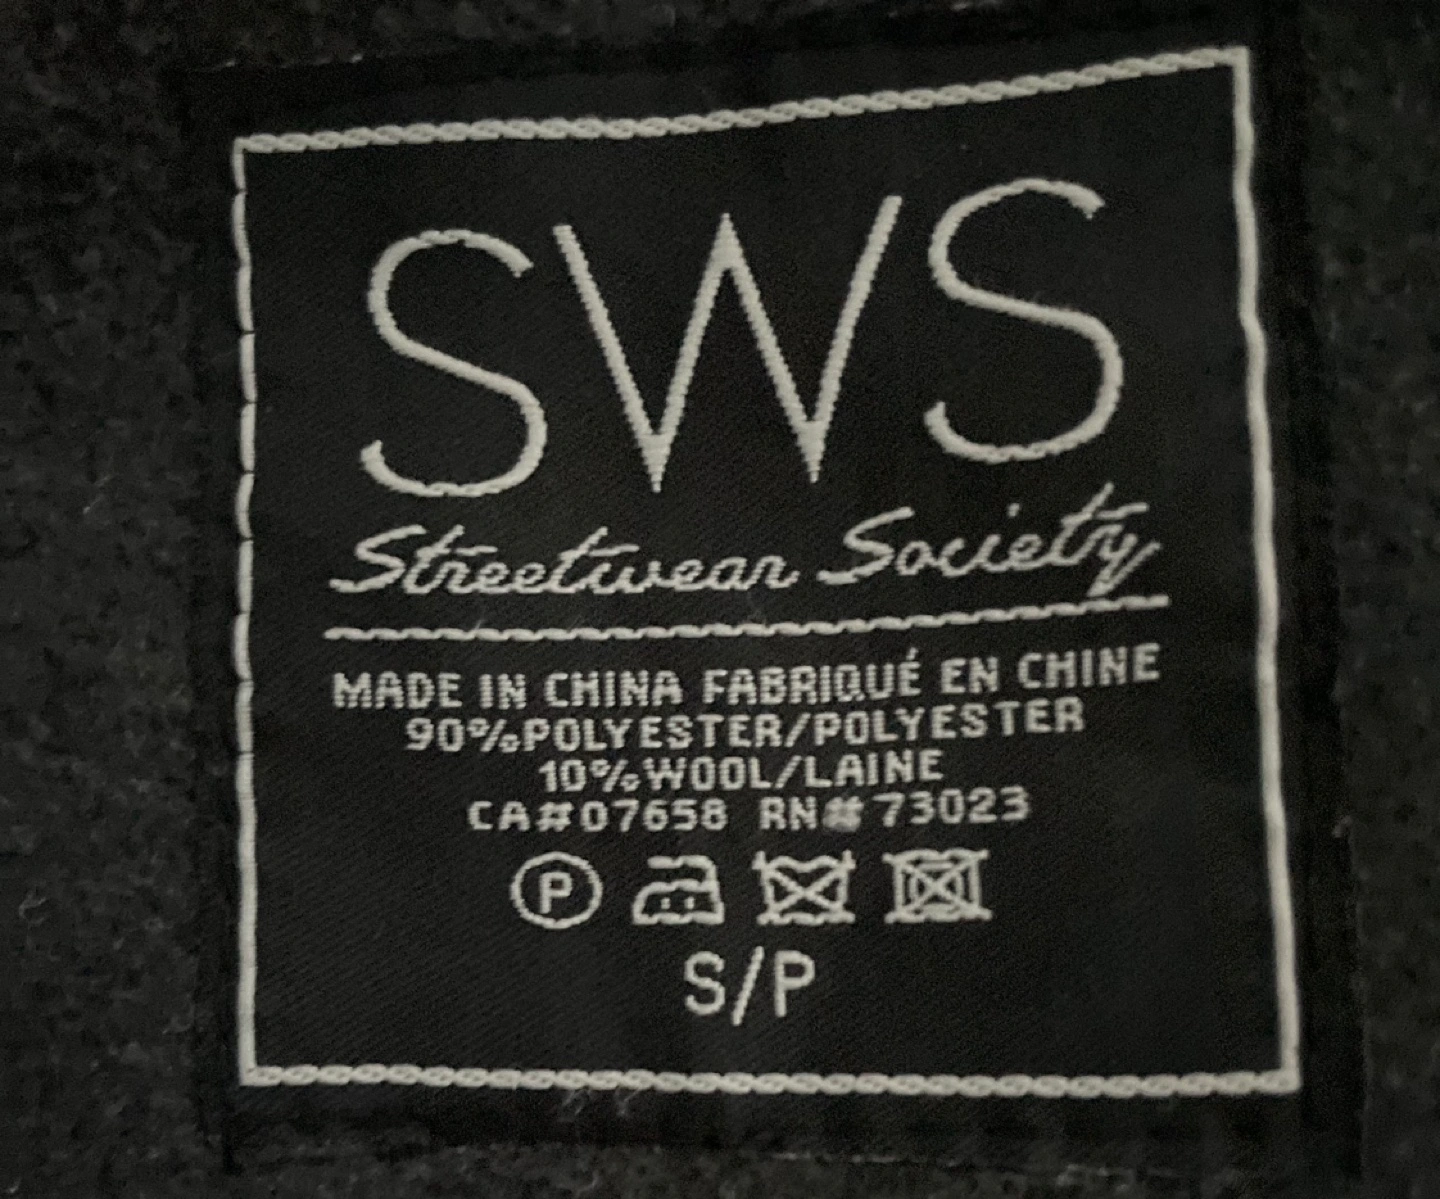 SWS
Streetwear Society
MADE IN CHINA FABRIQUÉ EN CHINE
90%POLYESTER/POLYESTER
10%WOOL/LAINE
CA#07658 RN#73023
P
S/P